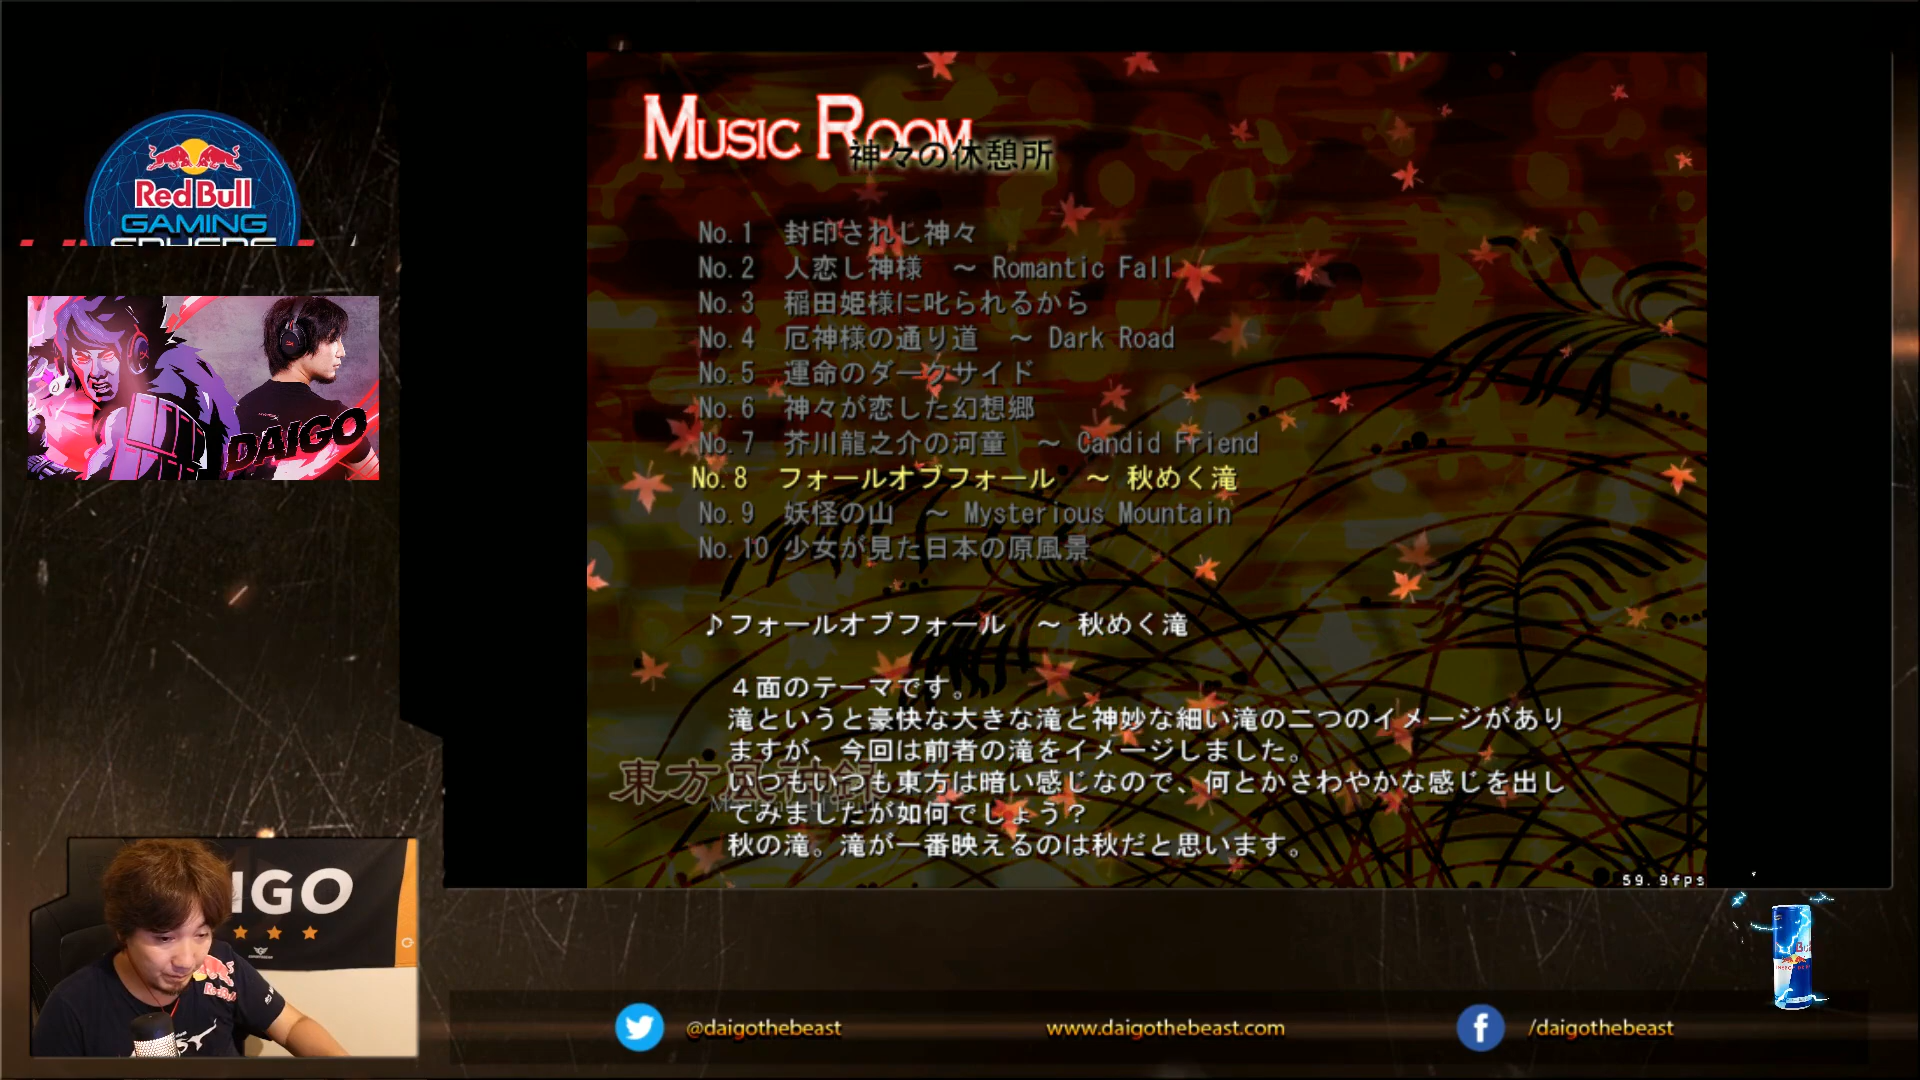 Red Bull
GAMING
SPHERE
DAIGO
MUSIC ROOM
神々の休憩所
No.1 封印されし神々
No.2 人恋し神様 ～ Romantic Fall
No.3 稲田姫様に叱られるから
No.4 厄神様の通り道 ～ Dark Road
No.5 運命のダークサイド
No.6 神々が恋した幻想郷
No.7 芥川龍之介の河童 ～ Candid Friend
No.8 フォールオブフォール ～ 秋めく滝
No.9 妖怪の山 ～ Mysterious Mountain
No.10 少女が見た日本の原風景
♪フォールオブフォール ～ 秋めく滝
４面のテーマです。
滝というと豪快な大きな滝と神妙な細い滝の二つのイメージがあり
ますが、今回は前者の滝をイメージしました。
いつもいつも東方は暗い感じなので、何とかさわやかな感じを出し
てみましたが如何でしょう？
秋の滝。滝が一番映えるのは秋だと思います。
東方風神録
59.9fps
IGO
@daigothebeast
www.daigothebeast.com
/daigothebeast